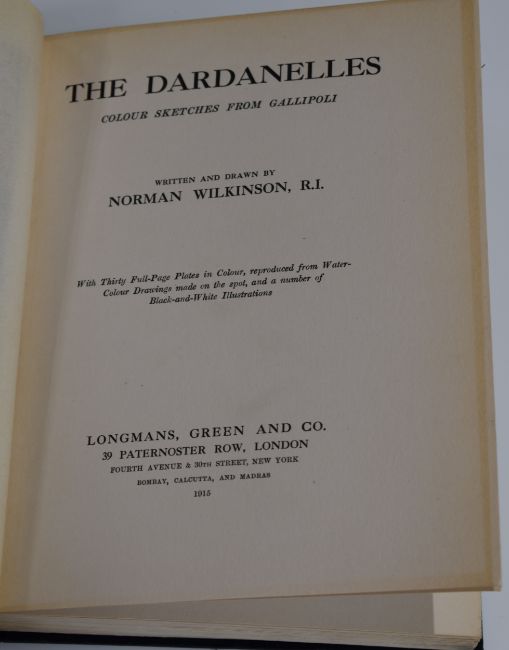 THE DARDANELLES
COLOUR SKETCHES FROM GALLIPOLI
WRITTEN AND DRAWN BY
NORMAN WILKINSON, R.I.
With Thirty Full-Page Plates in Colour, reproduced from Water-
Colour Drawings made on the spot, and a number of
Black-and-White Illustrations
LONGMANS, GREEN AND CO.
39 PATERNOSTER ROW, LONDON
FOURTH AVENUE & 30TH STREET, NEW YORK
BOMBAY, CALCUTTA, AND MADRAS
1915